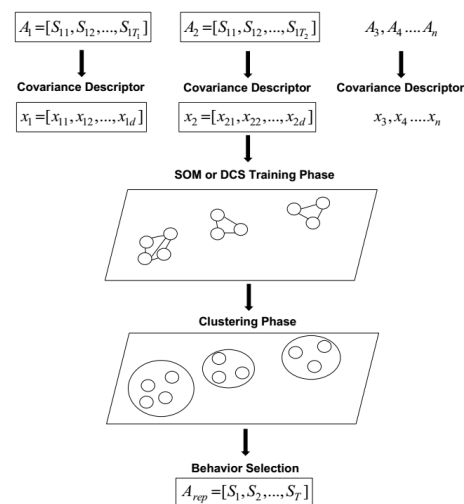 A₁=[S₁₁,S₁₂,...,S₁T₁] A₂=[S₁₁,S₁₂,...,S₁T₂] A₃,A₄....Aₙ
Covariance Descriptor Covariance Descriptor Covariance Descriptor
x₁=[x₁₁,x₁₂,...,x₁d] x₂=[x₂₁,x₂₂,...,x₂d] x₃,x₄....xₙ
SOM or DCS Training Phase
Clustering Phase
Behavior Selection
A_rep=[S₁,S₂,...,S_T]